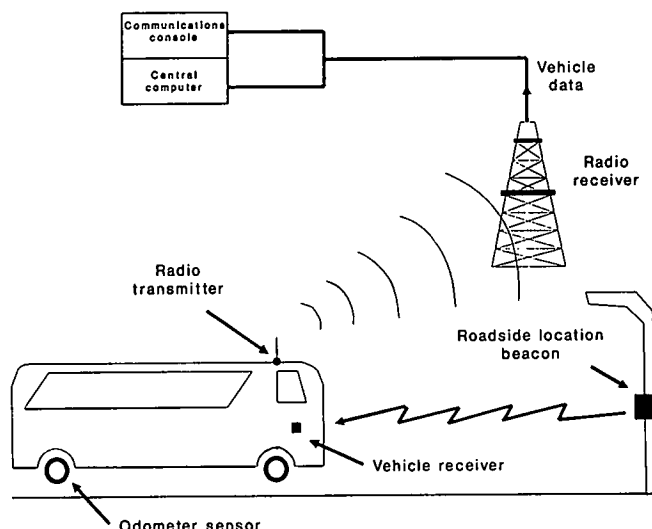 Communications
console
Central
computer
Vehicle
data
Radio
receiver
Radio
transmitter
Roadside location
beacon
Vehicle receiver
Odometer sensor